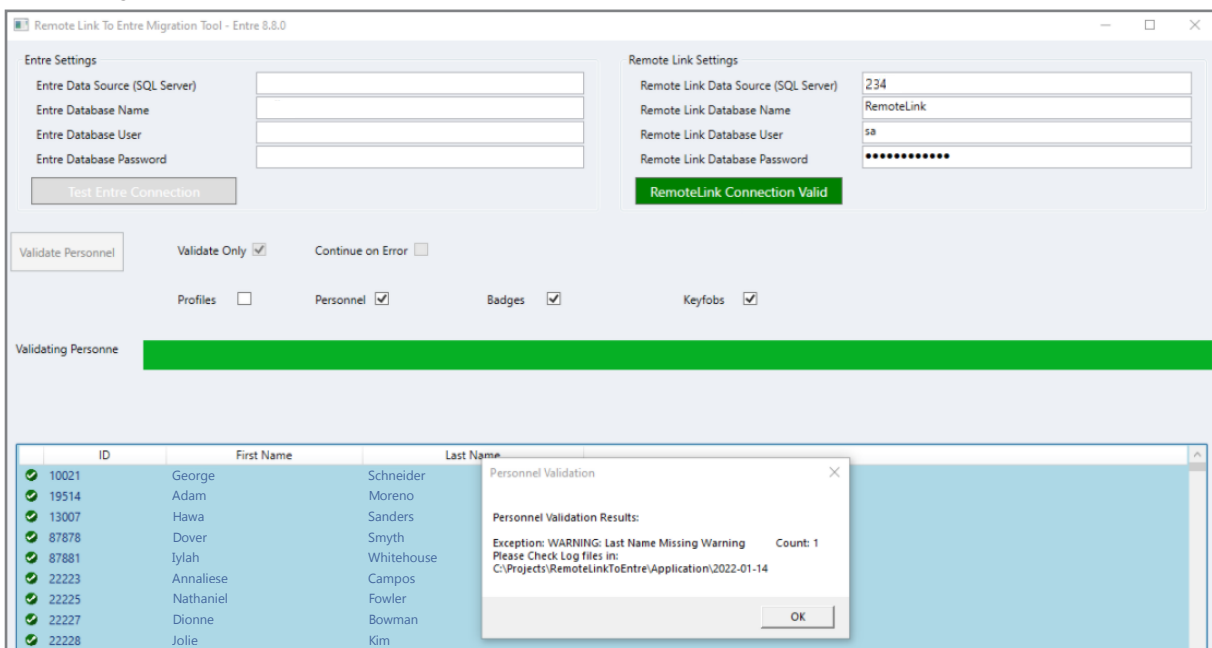 Remote Link To Entre Migration Tool - Entre 8.8.0
Entre Settings
Entre Data Source (SQL Server)
Entre Database Name
Entre Database User
Entre Database Password
Test Entre Connection
Remote Link Settings
Remote Link Data Source (SQL Server) 234
Remote Link Database Name RemoteLink
Remote Link Database User sa
Remote Link Database Password ••••••••••••
RemoteLink Connection Valid
Validate Personnel Validate Only Continue on Error
Profiles Personnel Badges Keyfobs
Validating Personne
ID First Name Last Name
10021 George Schneider
19514 Adam Moreno
13007 Hawa Sanders
87878 Dover Smyth
87881 Iylah Whitehouse
22223 Annaliese Campos
22225 Nathaniel Fowler
22227 Dionne Bowman
22228 Jolie Kim
Personnel Validation
Personnel Validation Results:
Exception: WARNING: Last Name Missing Warning Count: 1
Please Check Log files in:
C:\Projects\RemoteLinkToEntre\Application\2022-01-14
OK